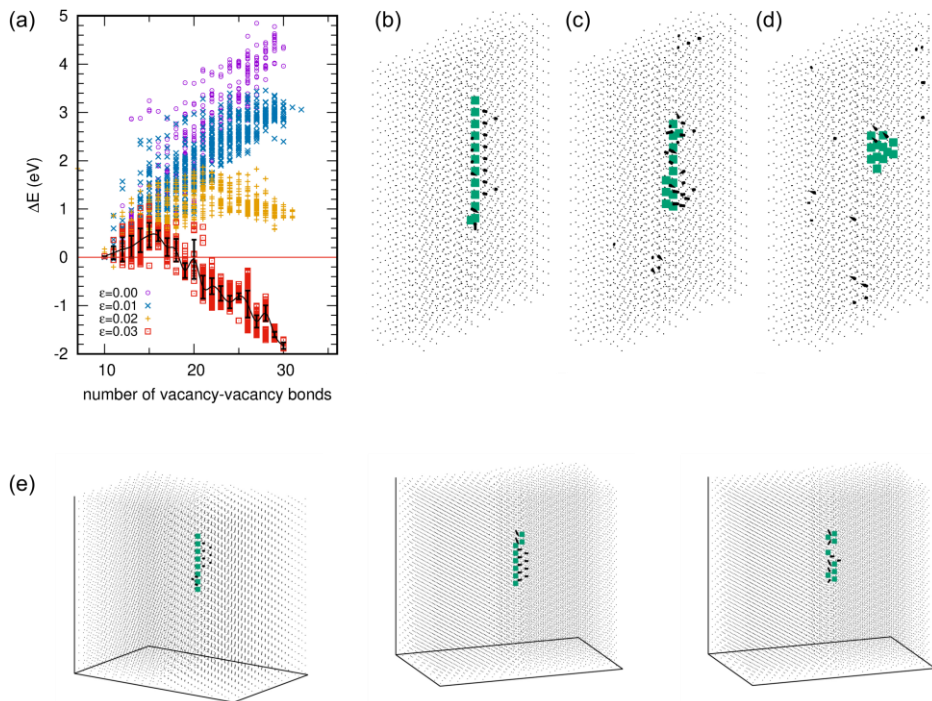 (a)
(b)
(c)
(d)
5
4
3
2
1
0
-1
-2
ΔE (eV)
ε=0.00
ε=0.01
ε=0.02
ε=0.03
10 20 30
number of vacancy-vacancy bonds
(e)